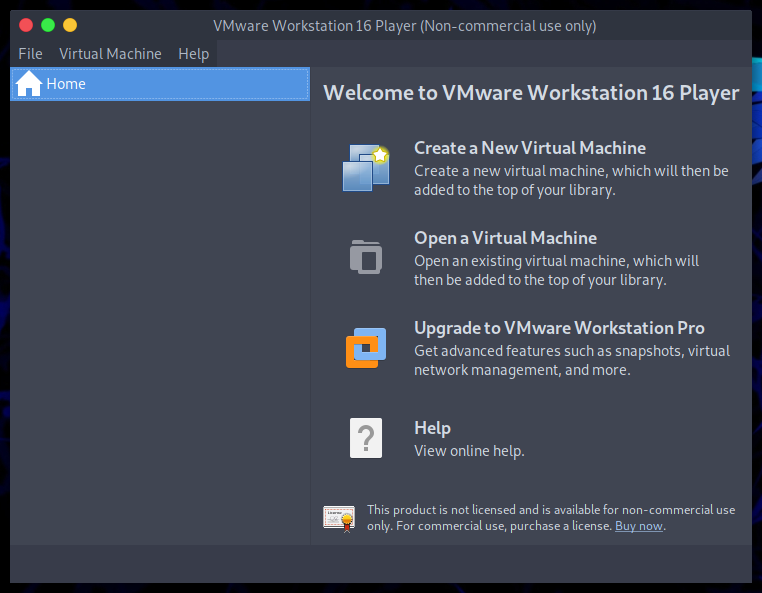 VMware Workstation 16 Player (Non-commercial use only)
File Virtual Machine Help
Home
Welcome to VMware Workstation 16 Player
Create a New Virtual Machine
Create a new virtual machine, which will then be
added to the top of your library.
Open a Virtual Machine
Open an existing virtual machine, which will
then be added to the top of your library.
Upgrade to VMware Workstation Pro
Get advanced features such as snapshots, virtual
network management, and more.
?
Help
View online help.
This product is not licensed and is available for non-commercial use
only. For commercial use, purchase a license. Buy now.